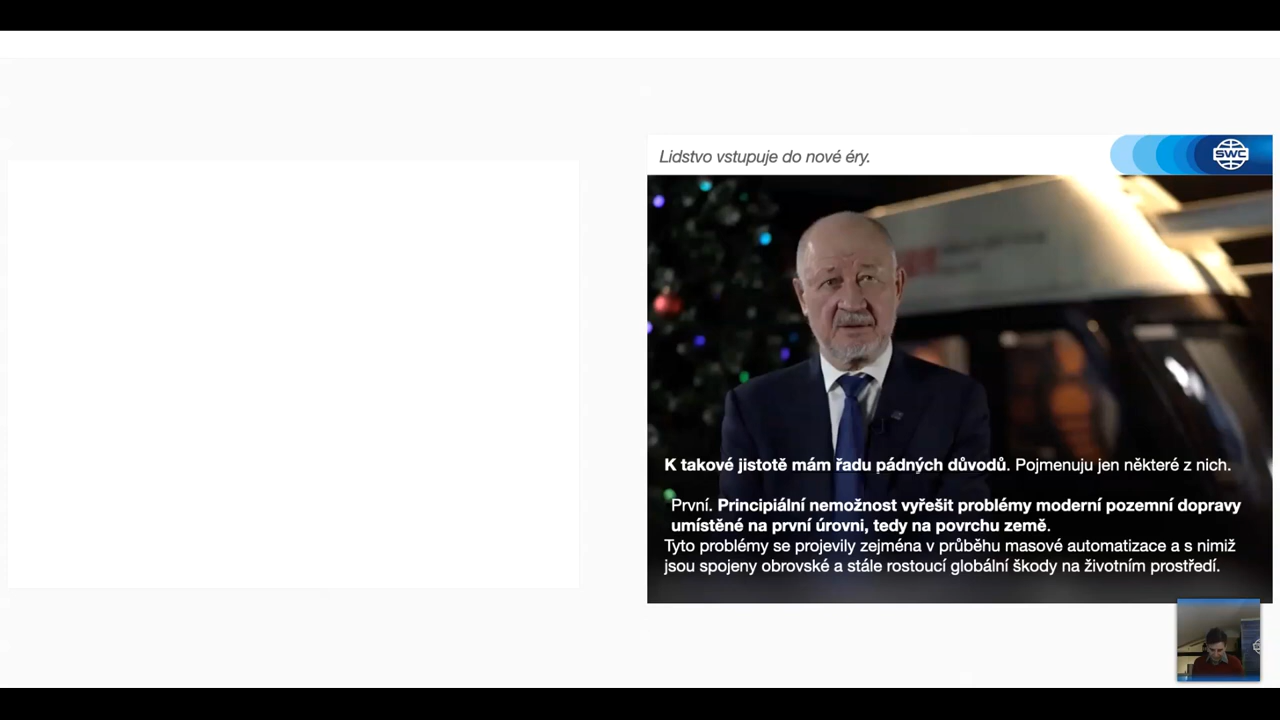 Lidstvo vstupuje do nové éry.
SWC
K takové jistotě mám řadu pádných důvodů. Pojmenuju jen některé z nich.
První. Principiální nemožnost vyřešit problémy moderní pozemní dopravy
umístěné na první úrovni, tedy na povrchu země.
Tyto problémy se projevily zejména v průběhu masové automatizace a s nimiž
jsou spojeny obrovské a stále rostoucí globální škody na životním prostředí.